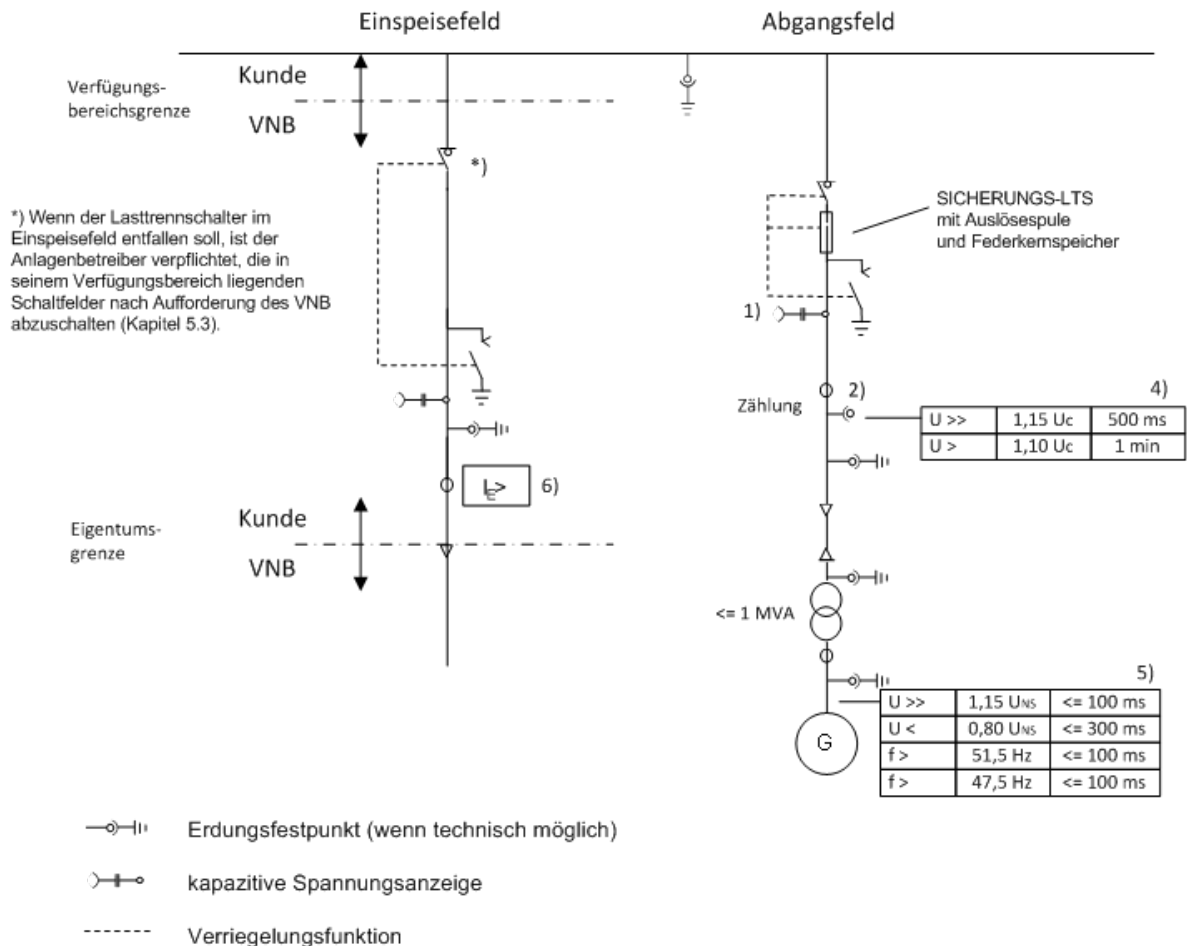 Einspeisefeld
Abgangsfeld
Verfügungs-
bereichsgrenze
Kunde
VNB
*)
*) Wenn der Lasttrennschalter im
Einspeisefeld entfallen soll, ist der
Anlagenbetreiber verpflichtet, die in
seinem Verfügungsbereich liegenden
Schaltfelder nach Aufforderung des VNB
abzuschalten (Kapitel 5.3).
SICHERUNGS-LTS
mit Auslösespule
und Federkernspeicher
1)
Zählung
2)
4)
U >> 1,15 Uc 500 ms
U > 1,10 Uc 1 min
IE>
6)
Eigentums-
grenze
Kunde
VNB
<= 1 MVA
5)
U >> 1,15 UNS <= 100 ms
U < 0,80 UNS <= 300 ms
f > 51,5 Hz <= 100 ms
f > 47,5 Hz <= 100 ms
G
Erdungsfestpunkt (wenn technisch möglich)
kapazitive Spannungsanzeige
Verriegelungsfunktion